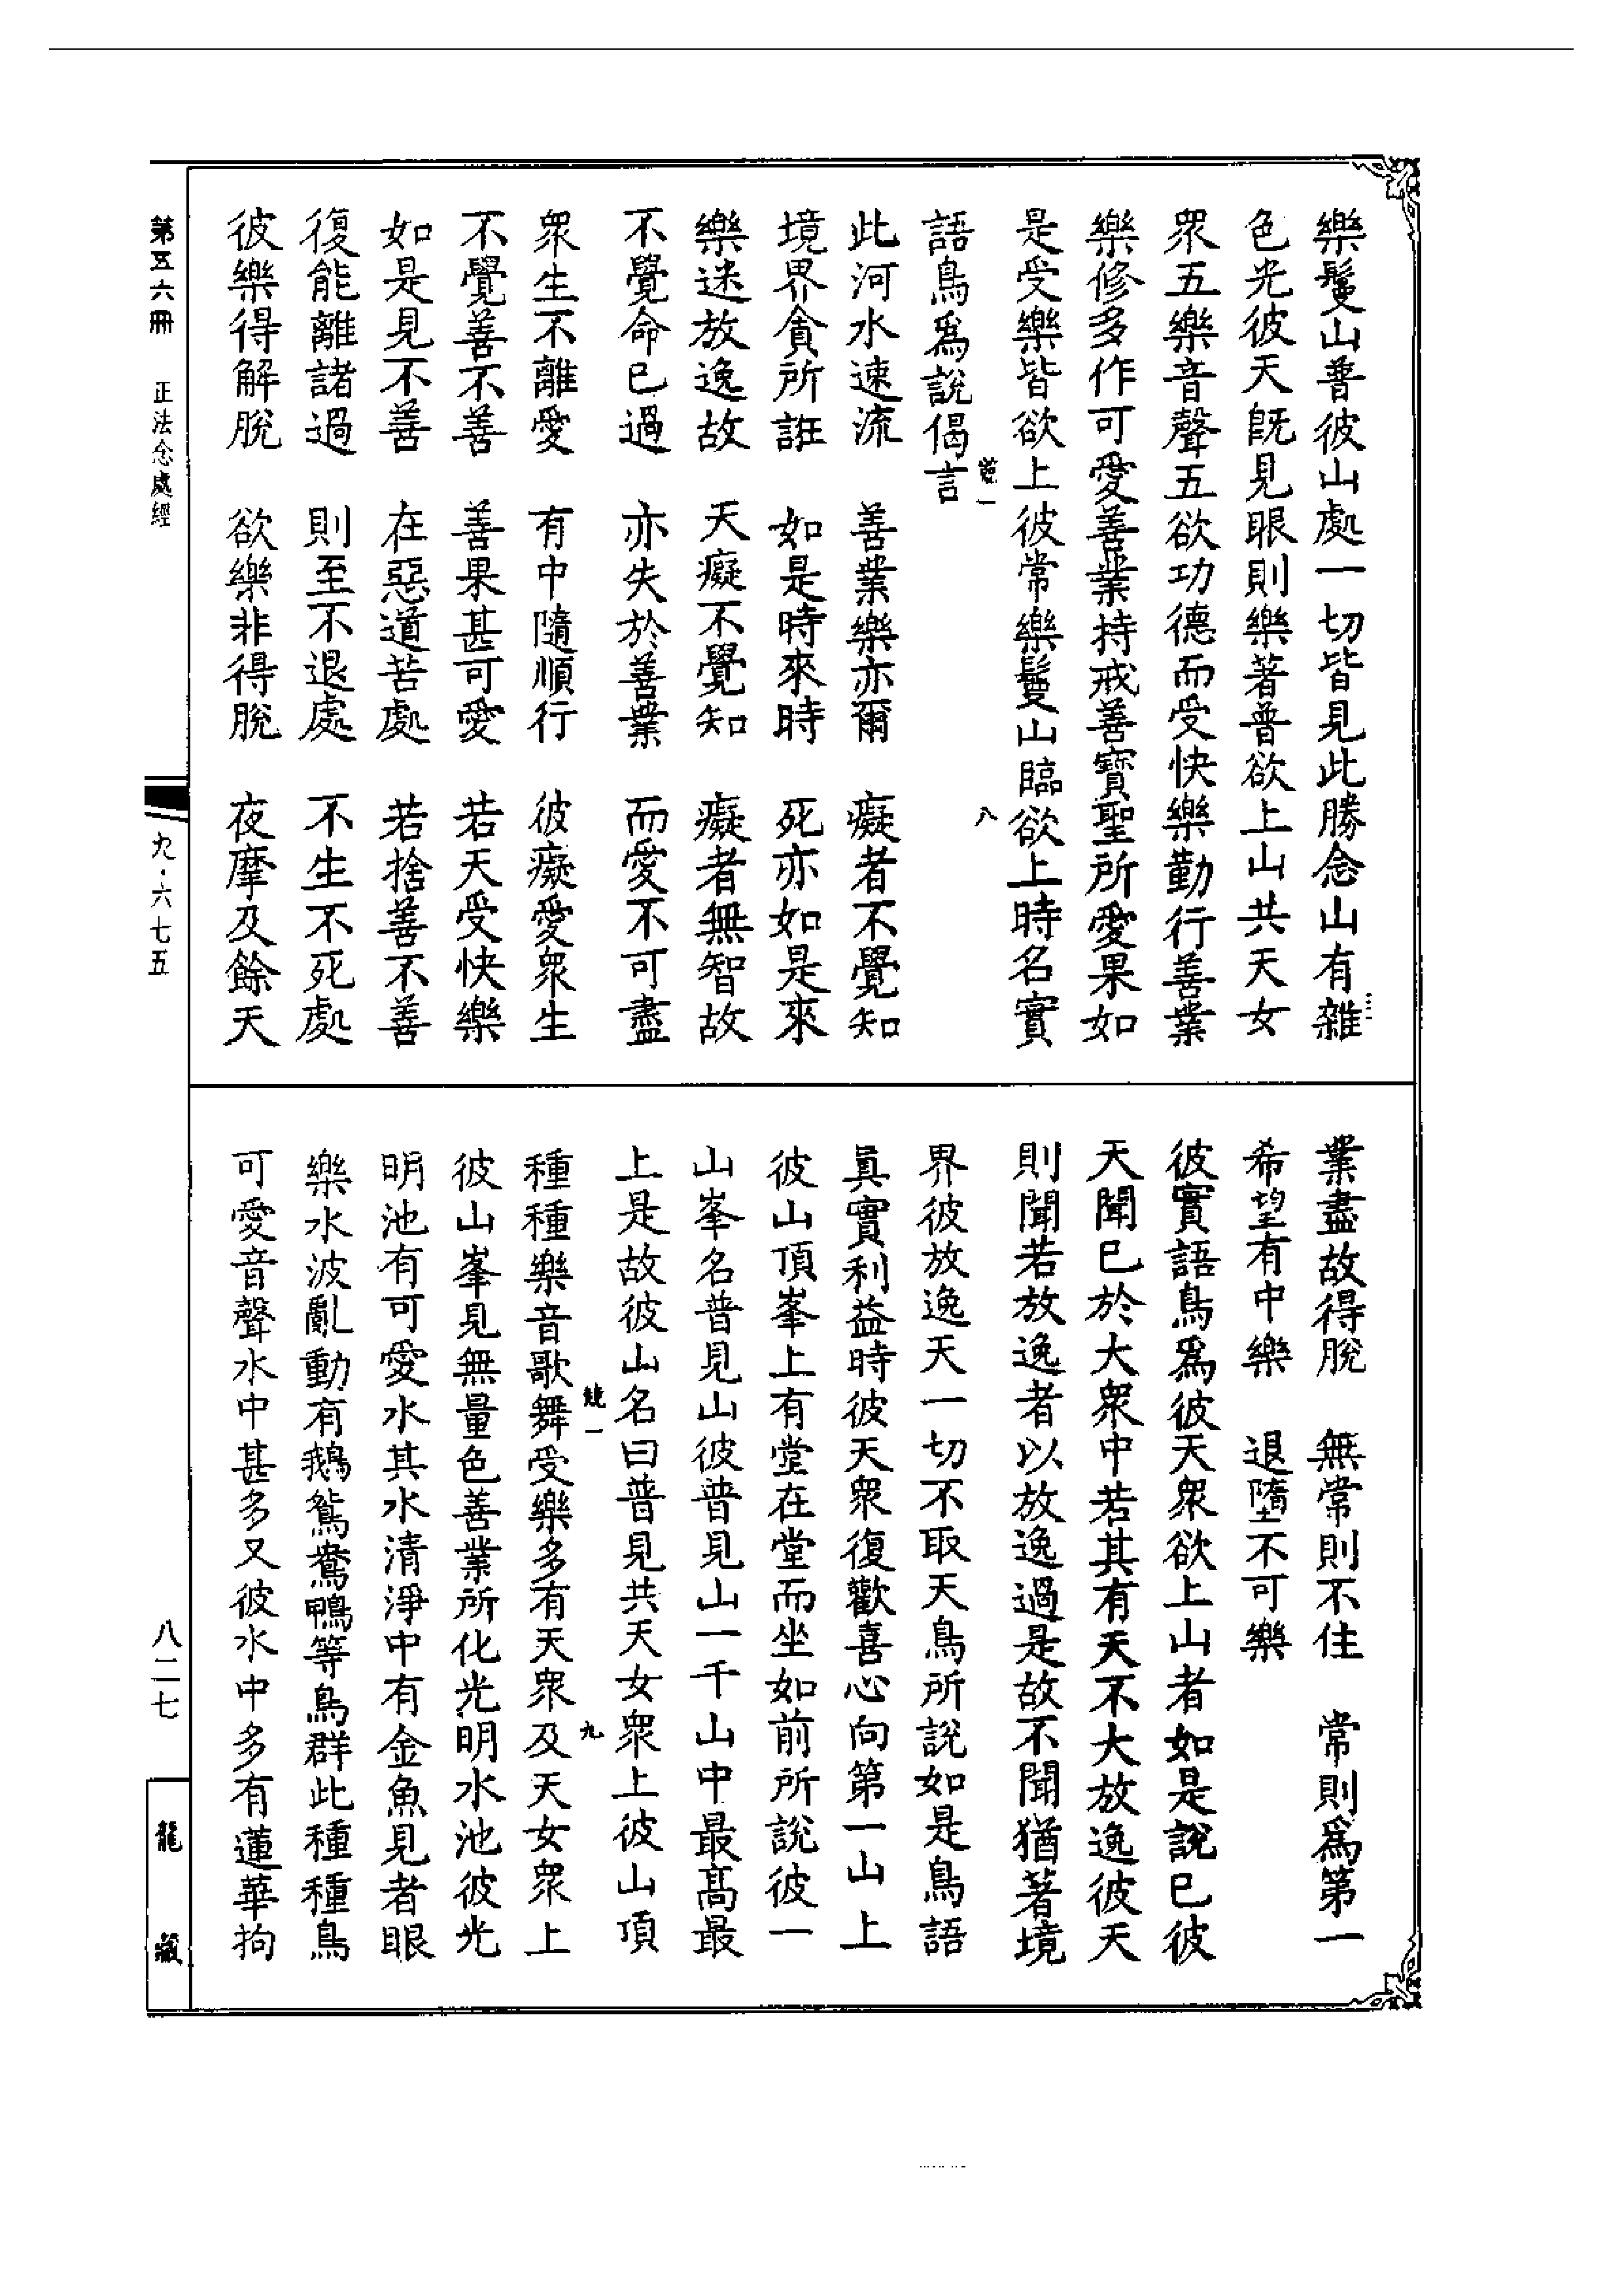 樂鬘山普彼山處一切皆見此勝念山有雜
色光彼天旣見眼則樂著普欲上山共天女
衆五樂音聲五欲功德而受快樂勤行善業
樂修多作可愛善業持戒善寶聖所愛果如
是受樂皆欲上彼常樂鬘山臨欲上時名實
八
語鳥爲說偈言
此河水速流 善業樂亦爾 癡者不覺知
境界貪所誑 如是時來時 死亦如是來
樂迷放逸故 天癡不覺知 癡者無智故
不覺命已過 亦失於善業 而愛不可盡
衆生不離愛 有中隨順行 彼癡愛衆生
不覺善不善 善果甚可愛 若天受快樂
如是見不善 在惡道苦處 若捨善不善
復能離諸過 則至不退處 不生不死處
彼樂得解脫 欲樂非得脫 夜摩及餘天
業盡故得脫 無常則不住 常則爲第一
希望有中樂 退墮不可樂
彼實語鳥爲彼天衆欲上山者如是說已彼
天聞已於大衆中若其有天不大放逸彼天
則聞若放逸者以放逸過是故不聞猶著境
界彼放逸天一切不取天鳥所說如是鳥語
眞實利益時彼天衆復歡喜心向第一山上
彼山頂峯上有堂在堂而坐如前所說彼一
山峯名普見山彼普見山一千山中最高最
上是故彼山名曰普見共天女衆上彼山頂
九
種種樂音歌舞受樂多有天衆及天女衆上
彼山峯見無量色善業所化光明水池彼光
明池有可愛水其水清淨中有金魚見者眼
樂水波亂動有鵝鴛鴦鴨等鳥群此種種鳥
可愛音聲水中甚多又彼水中多有蓮華拘
第五六冊 正法念處經
九·六七五
八二七
龍藏